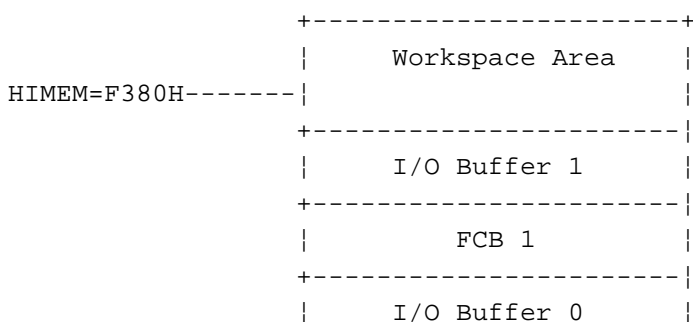 +------------------------+
¦ Workspace Area ¦
HIMEM=F380H-------¦ ¦
+-----------------------¦
¦ I/O Buffer 1 ¦
+-----------------------¦
¦ FCB 1 ¦
+-----------------------¦
¦ I/O Buffer 0 ¦